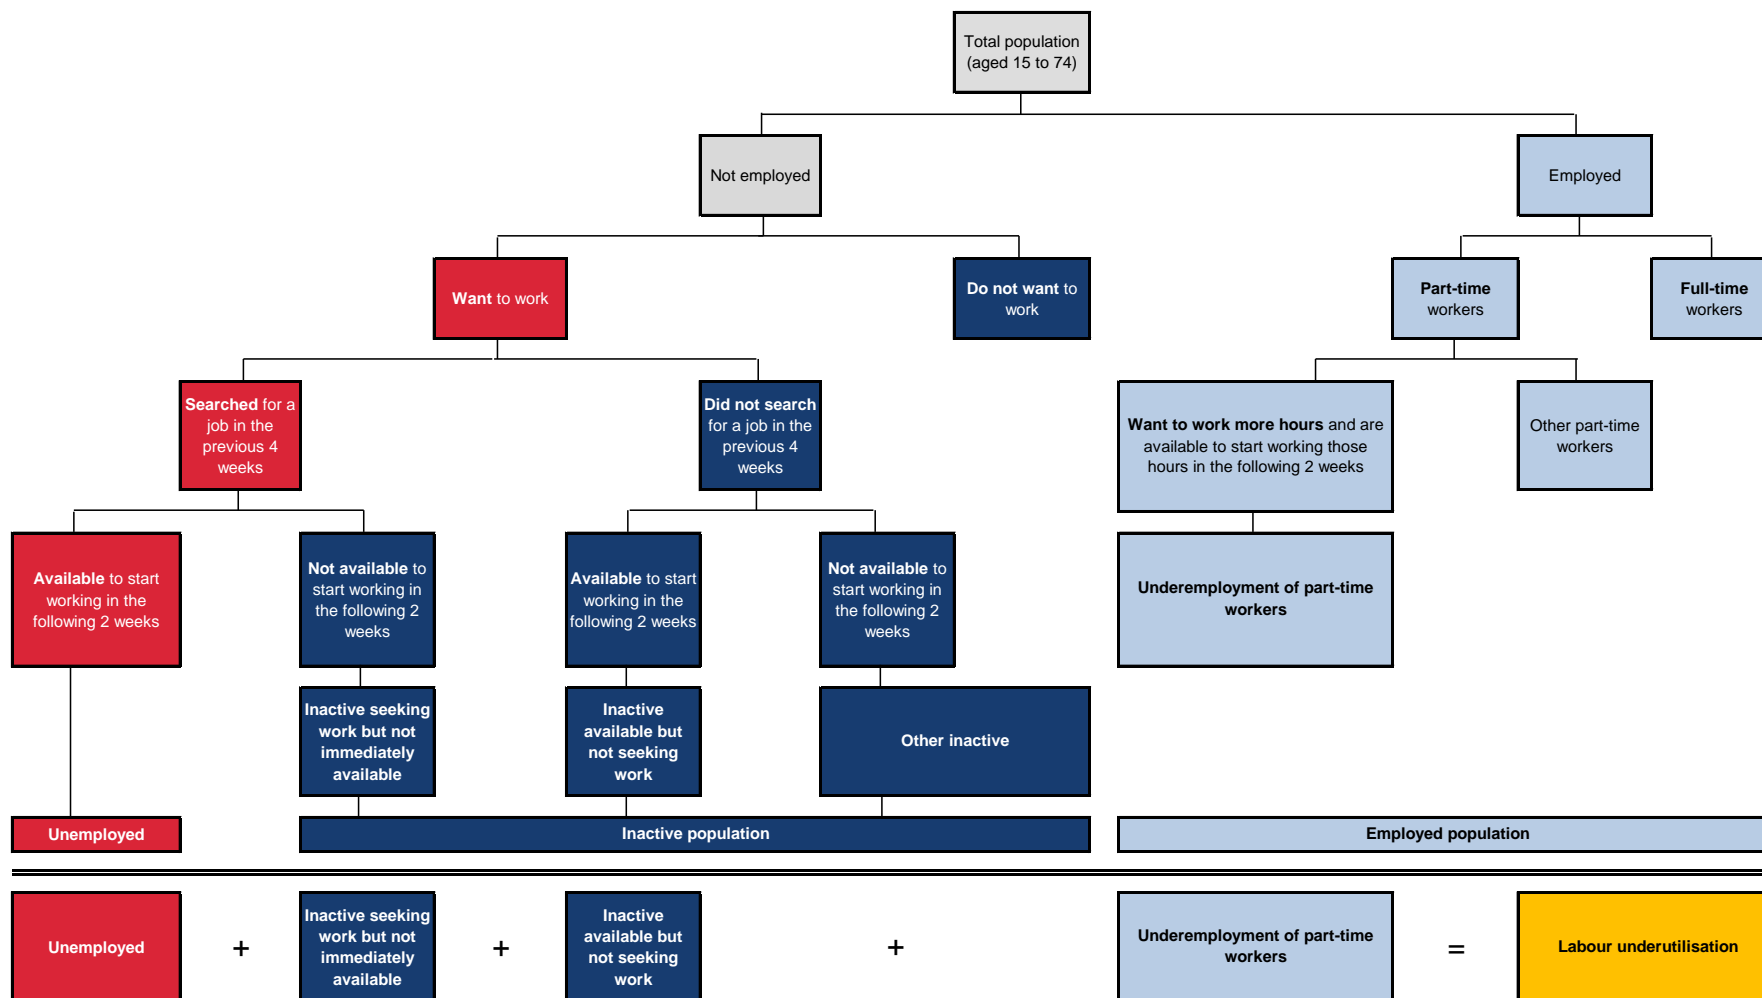 Total population
(aged 15 to 74)
Not employed
Employed
Want to work
Do not want to
work
Part-time
workers
Full-time
workers
Searched for a
job in the
previous 4
weeks
Did not search
for a job in the
previous 4
weeks
Want to work more hours and are
available to start working those
hours in the following 2 weeks
Other part-time
workers
Available to start
working in the
following 2 weeks
Not available to
start working in
the following 2
weeks
Available to start
working in the
following 2 weeks
Not available to
start working in
the following 2
weeks
Underemployment of part-time
workers
Inactive seeking
work but not
immediately
available
Inactive
available but
not seeking
work
Other inactive
Unemployed
Inactive population
Employed population
Unemployed
+
Inactive seeking
work but not
immediately
available
+
Inactive
available but
not seeking
work
+
Underemployment of part-time
workers
=
Labour underutilisation